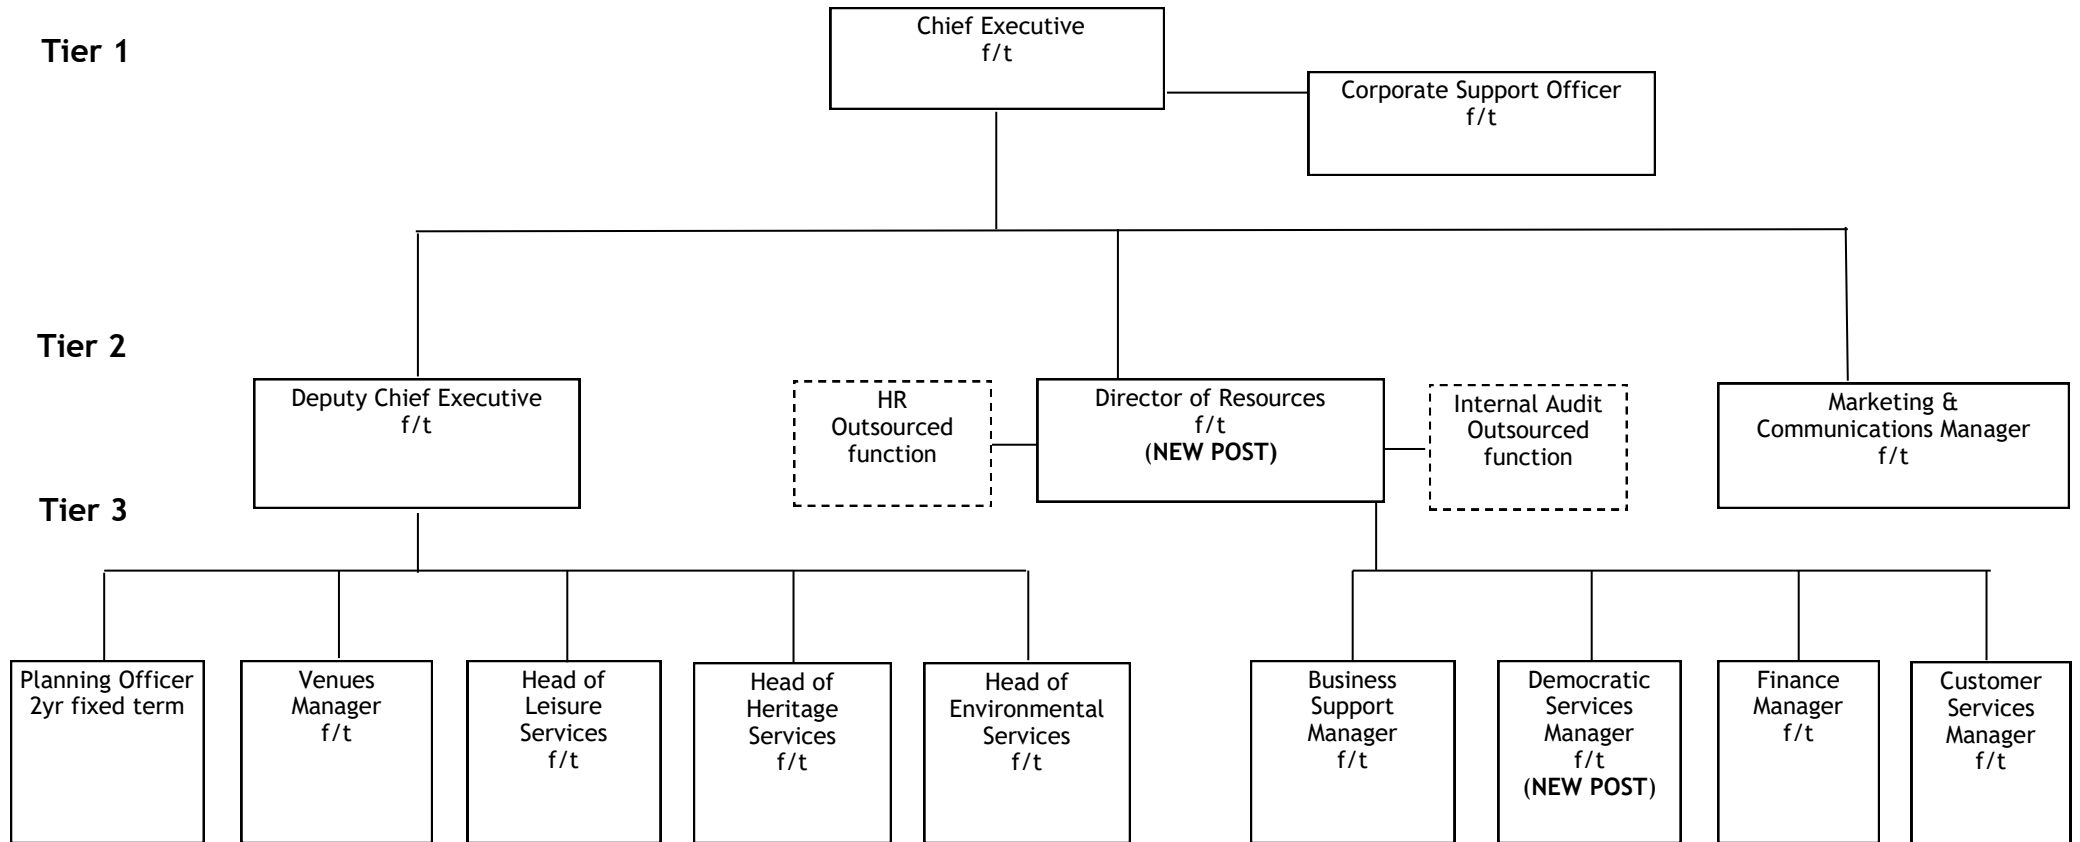 Tier 1
Chief Executive
f/t
Corporate Support Officer
f/t
Tier 2
Deputy Chief Executive
f/t
HR
Outsourced
function
Director of Resources
f/t
(NEW POST)
Internal Audit
Outsourced
function
Marketing &
Communications Manager
f/t
Tier 3
Planning Officer
2yr fixed term
Venues
Manager
f/t
Head of
Leisure
Services
f/t
Head of
Heritage
Services
f/t
Head of
Environmental
Services
f/t
Business
Support
Manager
f/t
Democratic
Services
Manager
f/t
(NEW POST)
Finance
Manager
f/t
Customer
Services
Manager
f/t